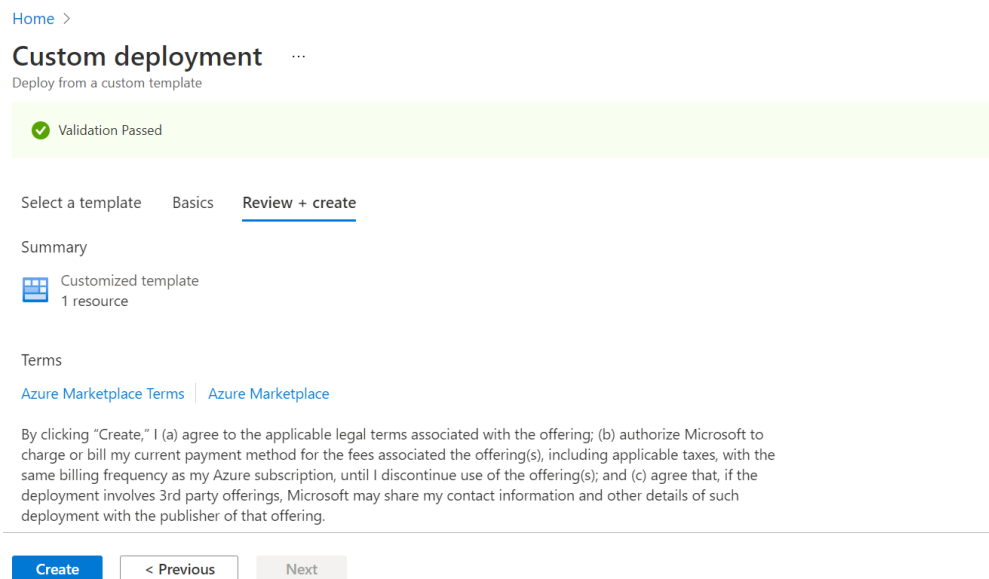 Home >
Custom deployment ...
Deploy from a custom template
Validation Passed
Select a template Basics Review + create
Summary
Customized template
1 resource
Terms
Azure Marketplace Terms Azure Marketplace
By clicking “Create,” I (a) agree to the applicable legal terms associated with the offering; (b) authorize Microsoft to
charge or bill my current payment method for the fees associated the offering(s), including applicable taxes, with the
same billing frequency as my Azure subscription, until I discontinue use of the offering(s); and (c) agree that, if the
deployment involves 3rd party offerings, Microsoft may share my contact information and other details of such
deployment with the publisher of that offering.
Create < Previous Next